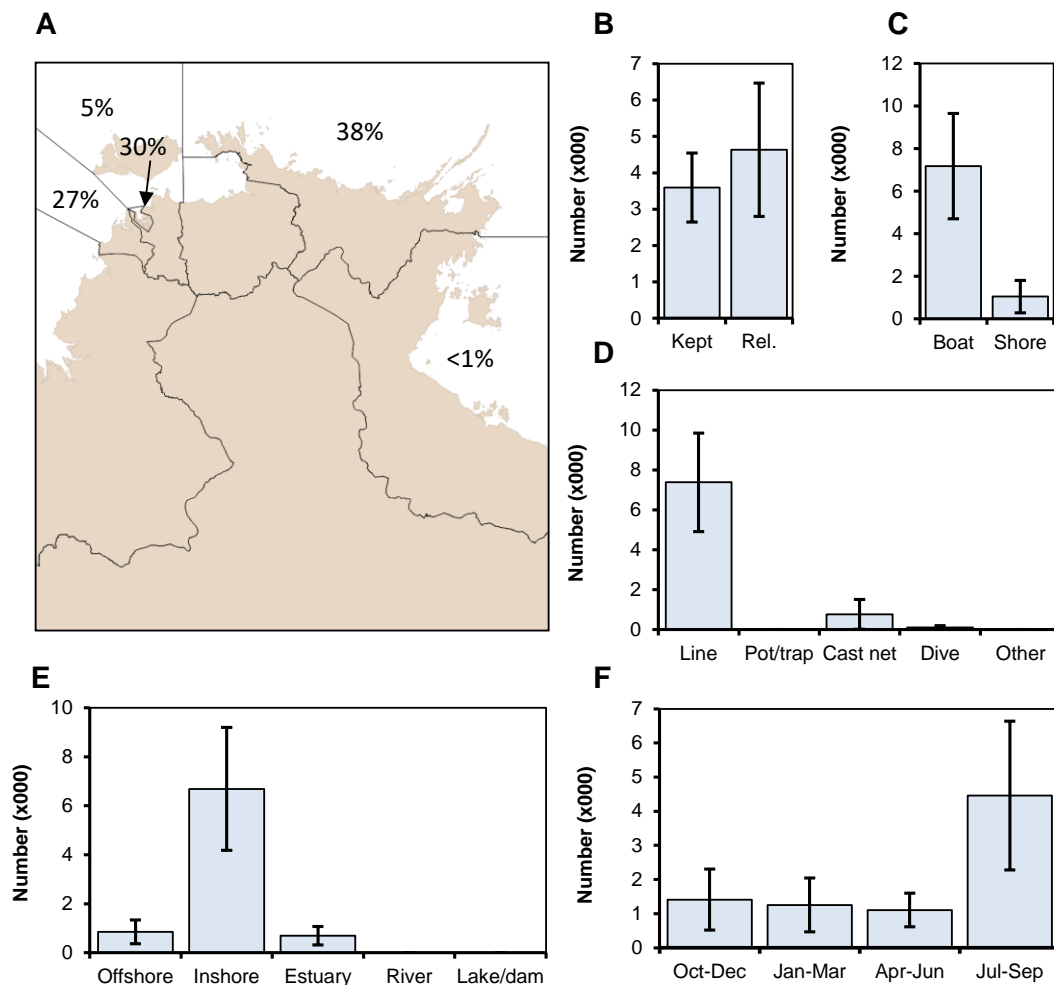 A
5%
30%
38%
27%
<1%
B
Number (x000)
7
6
5
4
3
2
1
0
Kept Rel.
C
Number (x000)
12
10
8
6
4
2
0
Boat Shore
D
Number (x000)
12
10
8
6
4
2
0
Line Pot/trap Cast net Dive Other
E
Number (x000)
10
8
6
4
2
0
Offshore Inshore Estuary River Lake/dam
F
Number (x000)
7
6
5
4
3
2
1
0
Oct-Dec Jan-Mar Apr-Jun Jul-Sep